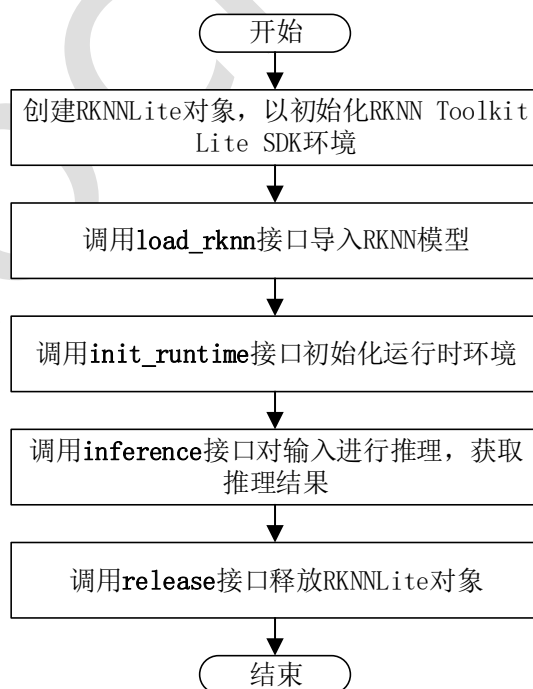 开始
创建RKNNLite对象，以初始化RKNN Toolkit
Lite SDK环境
调用load_rknn接口导入RKNN模型
调用init_runtime接口初始化运行时环境
调用inference接口对输入进行推理，获取
推理结果
调用release接口释放RKNNLite对象
结束